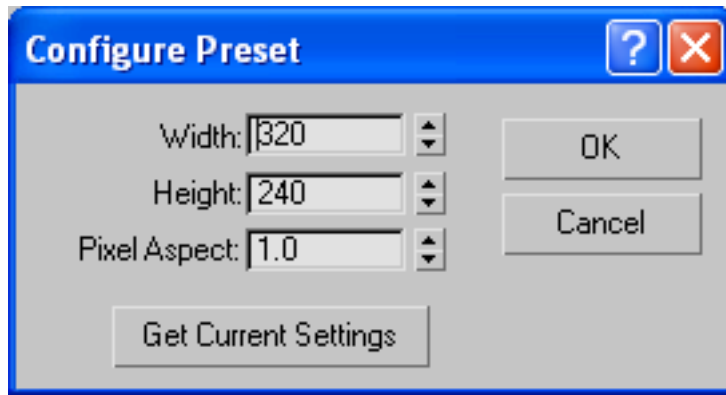 Configure Preset
Width: 320
OK
Height: 240
Cancel
Pixel Aspect: 1.0
Get Current Settings